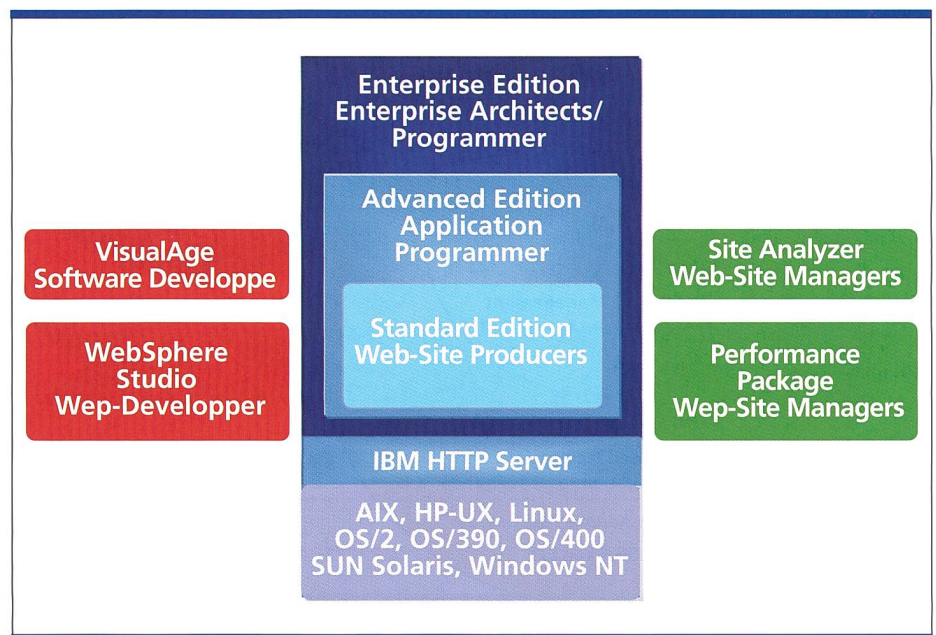 Enterprise Edition
Enterprise Architects/
Programmer
Advanced Edition
Application
Programmer
Standard Edition
Web-Site Producers
VisualAge
Software Developpe
WebSphere
Studio
Wep-Developper
Site Analyzer
Web-Site Managers
Performance
Package
Wep-Site Managers
IBM HTTP Server
AIX, HP-UX, Linux,
OS/2, OS/390, OS/400
SUN Solaris, Windows NT